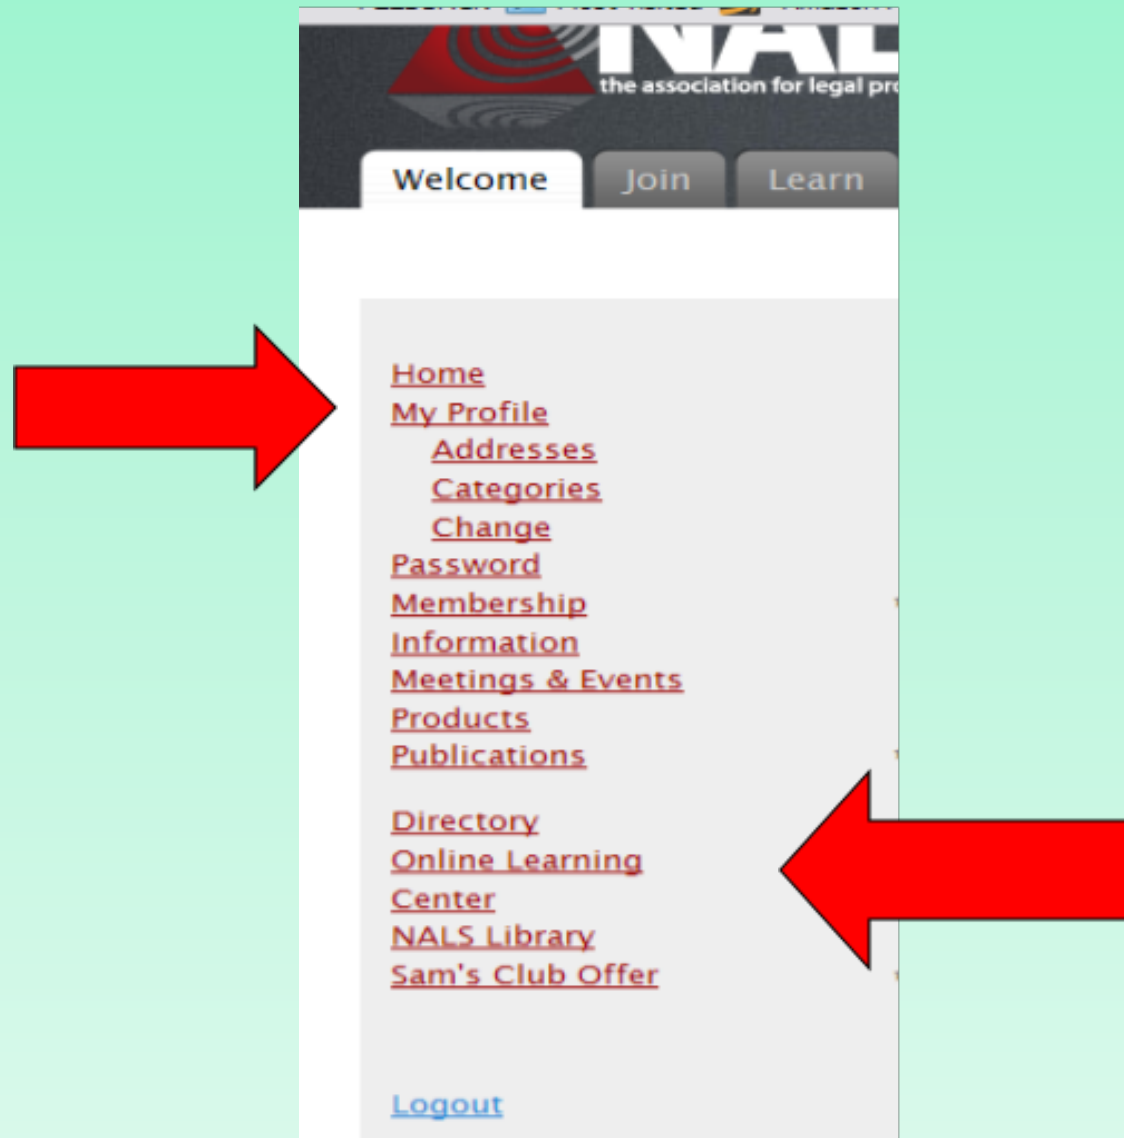 NAL
the association for legal
Welcome Join Learn
Home
My Profile
Addresses
Categories
Change
Password
Membership
Information
Meetings & Events
Products
Publications
Directory
Online Learning
Center
NALS Library
Sam's Club Offer
Logout